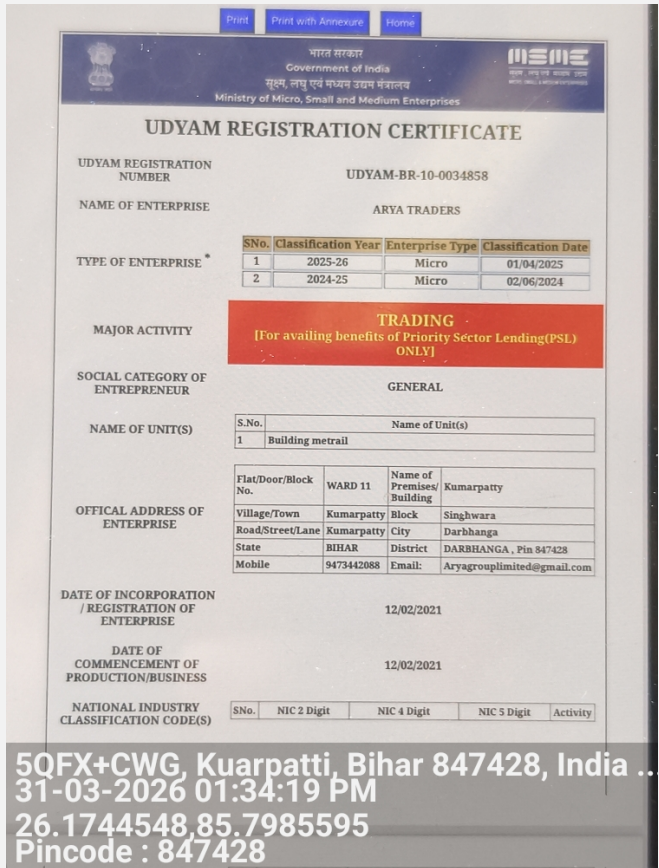 Print Print with Annexure Home
भारत सरकार
Government of India
सूक्ष्म, लघु एवं मध्यम उद्यम मंत्रालय
Ministry of Micro, Small and Medium Enterprises
MSME
UDYAM REGISTRATION CERTIFICATE
UDYAM REGISTRATION NUMBER UDYAM-BR-10-0034858
NAME OF ENTERPRISE ARYA TRADERS
TYPE OF ENTERPRISE *
SNo. Classification Year Enterprise Type Classification Date
1 2025-26 Micro 01/04/2025
2 2024-25 Micro 02/06/2024
MAJOR ACTIVITY
TRADING
[For availing benefits of Priority Sector Lending(PSL)
ONLY]
SOCIAL CATEGORY OF ENTREPRENEUR GENERAL
NAME OF UNIT(S)
S.No. Name of Unit(s)
1 Building metrail
OFFICAL ADDRESS OF ENTERPRISE
Flat/Door/Block No. WARD 11 Name of Premises/ Building Kumarpatty
Village/Town Kumarpatty Block Singhwara
Road/Street/Lane Kumarpatty City Darbhanga
State BIHAR District DARBHANGA , Pin 847428
Mobile 9473442088 Email: Aryagrouplimited@gmail.com
DATE OF INCORPORATION / REGISTRATION OF ENTERPRISE 12/02/2021
DATE OF COMMENCEMENT OF PRODUCTION/BUSINESS 12/02/2021
NATIONAL INDUSTRY CLASSIFICATION CODE(S)
SNo. NIC 2 Digit NIC 4 Digit NIC 5 Digit Activity
5QFX+CWG, Kuarpatti, Bihar 847428, India ...
31-03-2026 01:34:19 PM
26.1744548,85.7985595
Pincode : 847428